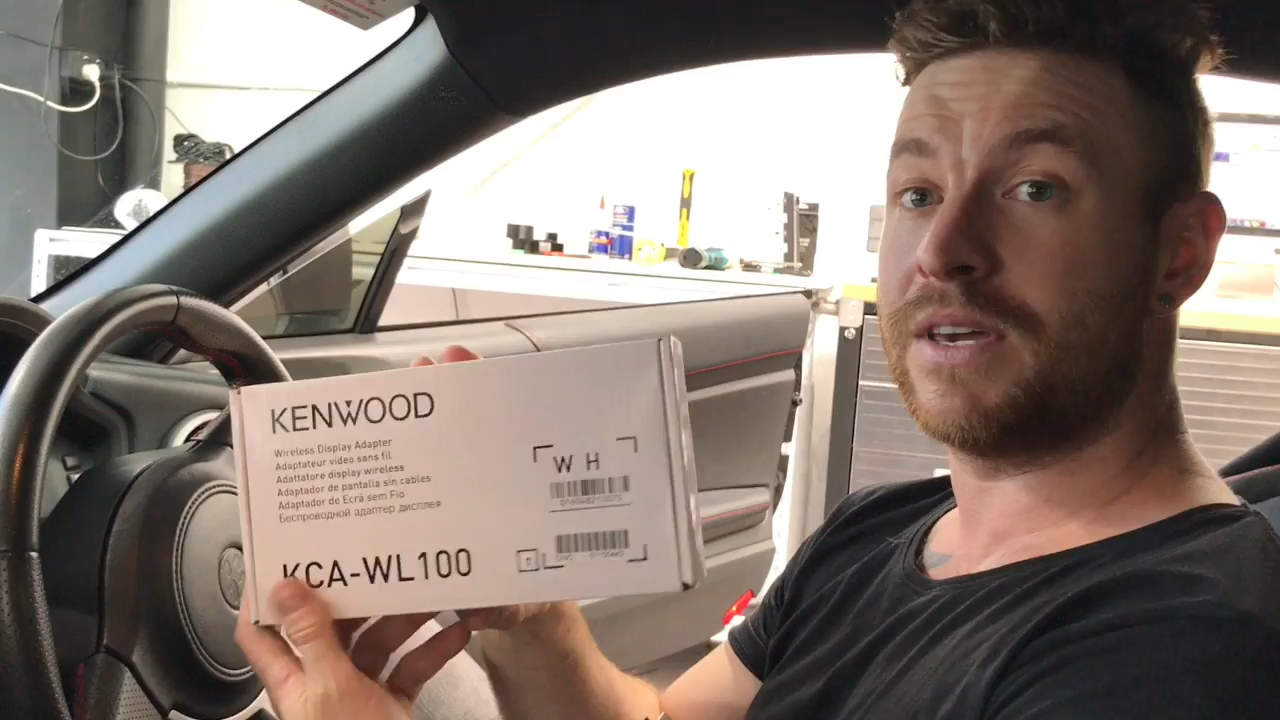 KENWOOD
Wireless Display Adapter
Adaptateur video sans fil
Adattatore display wireless
Adaptador de pantalla sin cables
Adaptador de Ecrã sem Fio
Беспроводной адаптер дисплея
W H
KCA-WL100